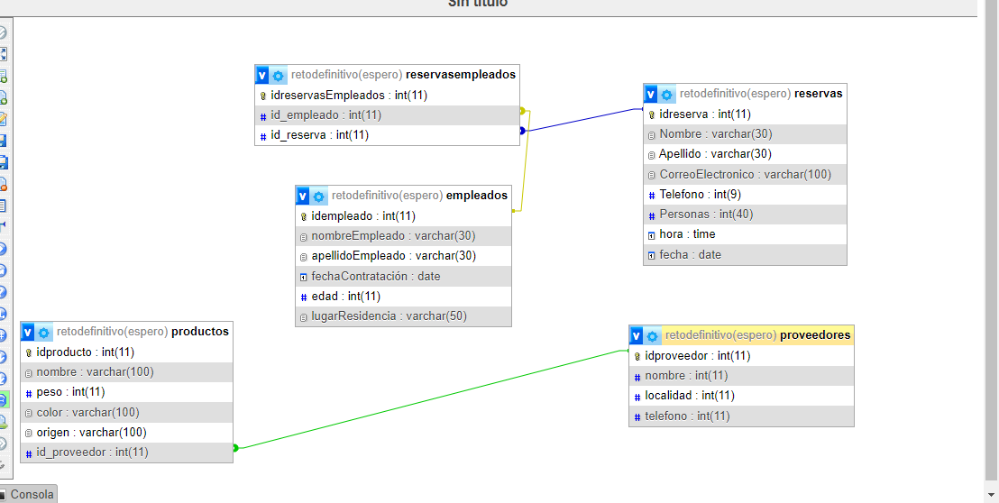 Sin título
retodefinitivo(espero) reservasempleados
idreservasEmpleados : int(11)
# id_empleado : int(11)
# id_reserva : int(11)
retodefinitivo(espero) reservas
idreserva : int(11)
Nombre : varchar(30)
Apellido : varchar(30)
CorreoElectronico : varchar(100)
# Telefono : int(9)
# Personas : int(40)
hora : time
fecha : date
retodefinitivo(espero) empleados
idempleado : int(11)
nombreEmpleado : varchar(30)
apellidoEmpleado : varchar(30)
fechaContratación : date
# edad : int(11)
lugarResidencia : varchar(50)
retodefinitivo(espero) productos
idproducto : int(11)
nombre : varchar(100)
# peso : int(11)
color : varchar(100)
origen : varchar(100)
# id_proveedor : int(11)
retodefinitivo(espero) proveedores
idproveedor : int(11)
# nombre : int(11)
# localidad : int(11)
# telefono : int(11)
Consola